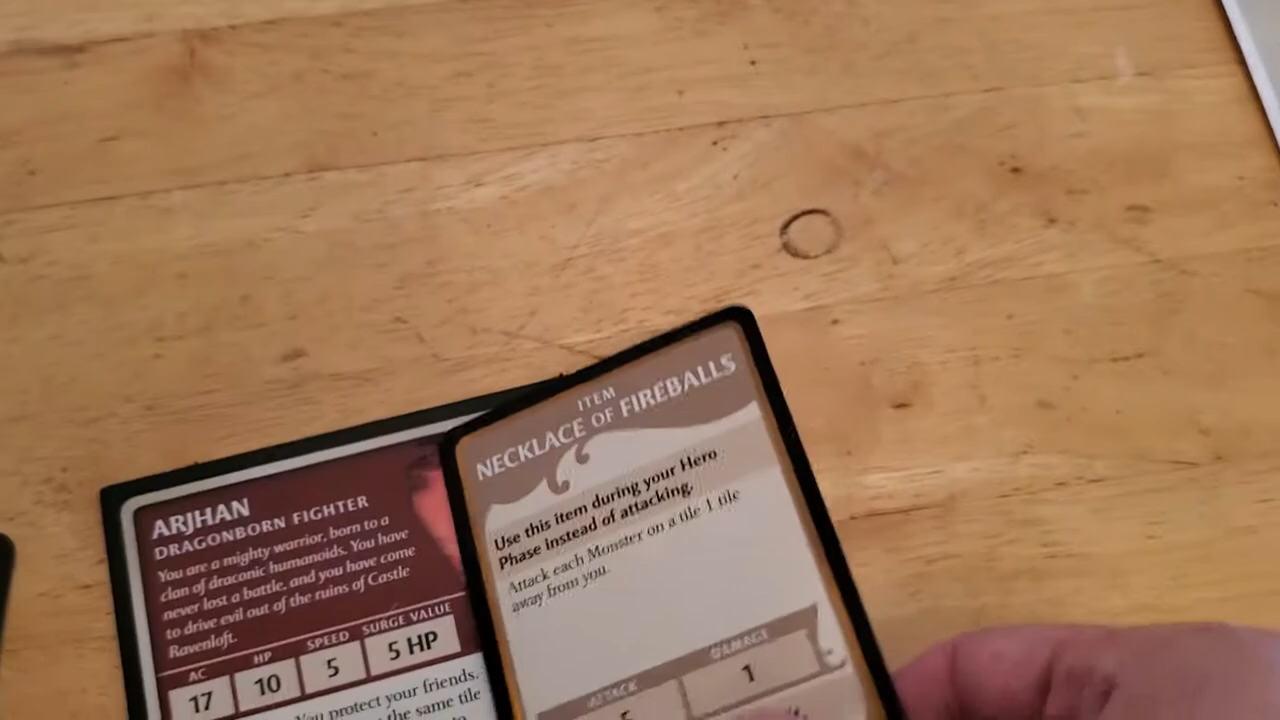 ARJHAN
DRAGONBORN FIGHTER
You are a mighty warrior, born to a
clan of draconic humanoids. You have
never lost a battle, and you have come
to drive evil out of the ruins of Castle
Ravenloft.
AC HP SPEED SURGE VALUE
17 10 5 5 HP
You protect your friends.
the same tile
ITEM
NECKLACE OF FIREBALLS
Use this item during your Hero
Phase instead of attacking.
Attack each Monster on a tile 1 tile
away from you.
ATTACK DAMAGE
1